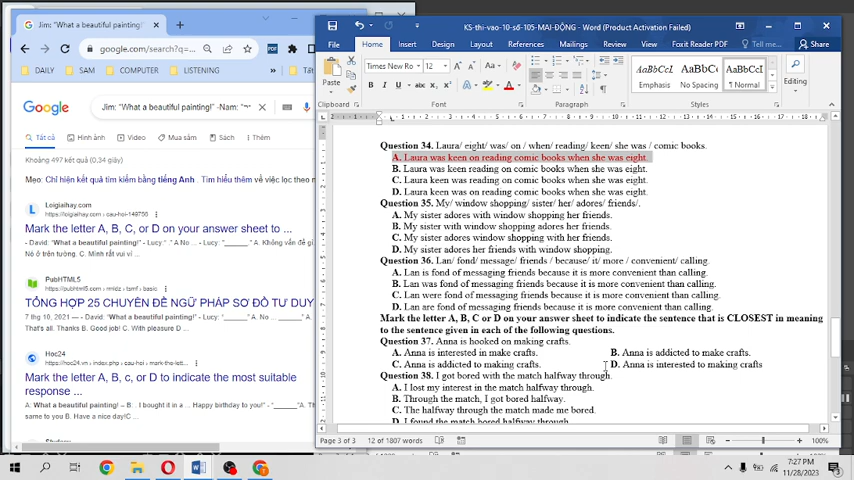 Jim: "What a beautiful painting!"
google.com/search?q=...
DAILY SAM COMPUTER LISTENING
Google
Jim: "What a beautiful painting!" -Nam: "~
Tất cả Hình ảnh Video Mua sắm Sách Thêm
Khoảng 497 kết quả (0,34 giây)
Mẹo: Chỉ hiện kết quả tìm kiếm bằng tiếng Anh . Tìm hiểu thêm về việc lọc theo
Loigiaihay.com
https://loigiaihay.com › cau-hoi-149756
Mark the letter A, B, C, or D on your answer sheet to ...
- David: "What a beautiful painting!" - Lucy: " .A No... - Lucy: "______" . A. Không vấn đề gì
Nó ở trên tường. C. Mình rất vui vì ...
PubHTML5
https://pubhtml5.com › rmldz › tsmf › basic
TỔNG HỢP 25 CHUYÊN ĐỀ NGỮ PHÁP SƠ ĐỒ TƯ DUY
7 thg 10, 2021 —
That's all. Thanks B. Good job! C. With pleasure D ...
Hoc24
https://hoc24.vn › index.php › cau-hoi › mark-the-let...
Mark the letter A, B, c, or D to indicate the most suitable
response ...
A: What a beautiful painting! – B... I bought it in a... Happy birthday to you!" - "______
same to you B. Have a nice day!C ...
KS-thi-vao-10-số-105-MAI-ĐỘNG - Word (Product Activation Failed)
File Home Insert Design Layout References Mailings Review View Foxit Reader PDF Tell me... Share
Times New Ro 12
AaBbCcL AaBbCc AaBbCcL
Paste Emphasis No Spacing ¶ Normal Editing
Clipboard Font Paragraph Styles
Question 34. Laura/ eight/ was/ on / when/ reading/ keen/ she was / comic books.
A. Laura was keen on reading comic books when she was eight.
B. Laura were keen on reading comic books when she was eight.
C. Laura keen on reading comic books when she was eight.
D. Laura keen was on reading comic books when she was eight.
Question 35. My/ window shopping/ sister/ her/ adores/ friends/.
A. My sister adores with window shopping her friends.
B. My sister with window shopping adores her friends.
C. My sister adores window shopping with her friends.
D. My sister adores her friends with window shopping.
Question 36. Lan/ fond/ message/ friends / because/ it/ more / convenient/ calling.
A. Lan is fond of messaging friends because it is more convenient than calling.
B. Lan was fond of messaging friends because it is more convenient than calling.
C. Lan were fond of messaging friends because it is more convenient than calling.
D. Lan are fond of messaging friends because it is more convenient than calling.
Mark the letter A, B, C or D on your answer sheet to indicate the sentence that is CLOSEST in meaning
to the sentence given in each of the following questions.
Question 37. Anna is hooked on making crafts.
A. Anna is interested in make crafts. B. Anna is addicted to make crafts.
C. Anna is addicted to making crafts. D. Anna is interested to making crafts
Question 38. I got bored with the match halfway through.
A. I lost my interest in the match halfway through.
B. Through the match, I got bored halfway.
C. The halfway through the match made me bored.
D. I found the match bored halfway through.
Page 3 of 3 12 of 1807 words 100%
7:27 PM
11/28/2023